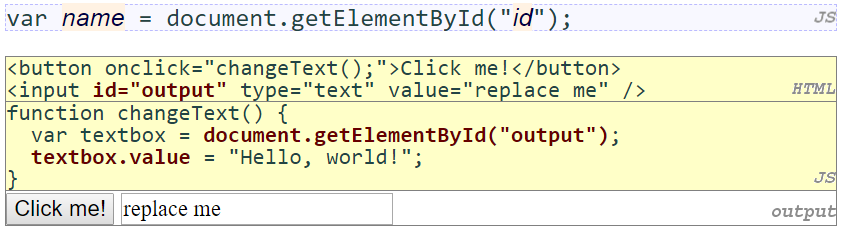 var name = document.getElementById("id"); JS
<button onclick="changeText();">Click me!</button>
<input id="output" type="text" value="replace me" /> HTML
function changeText() {
  var textbox = document.getElementById("output");
  textbox.value = "Hello, world!";
} JS
Click me! replace me output